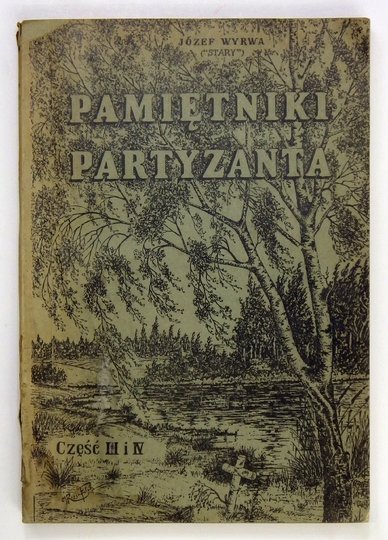 JÓZEF WYRWA
("STARY")
PAMIĘTNIKI
PARTYZANTA
Część III i IV